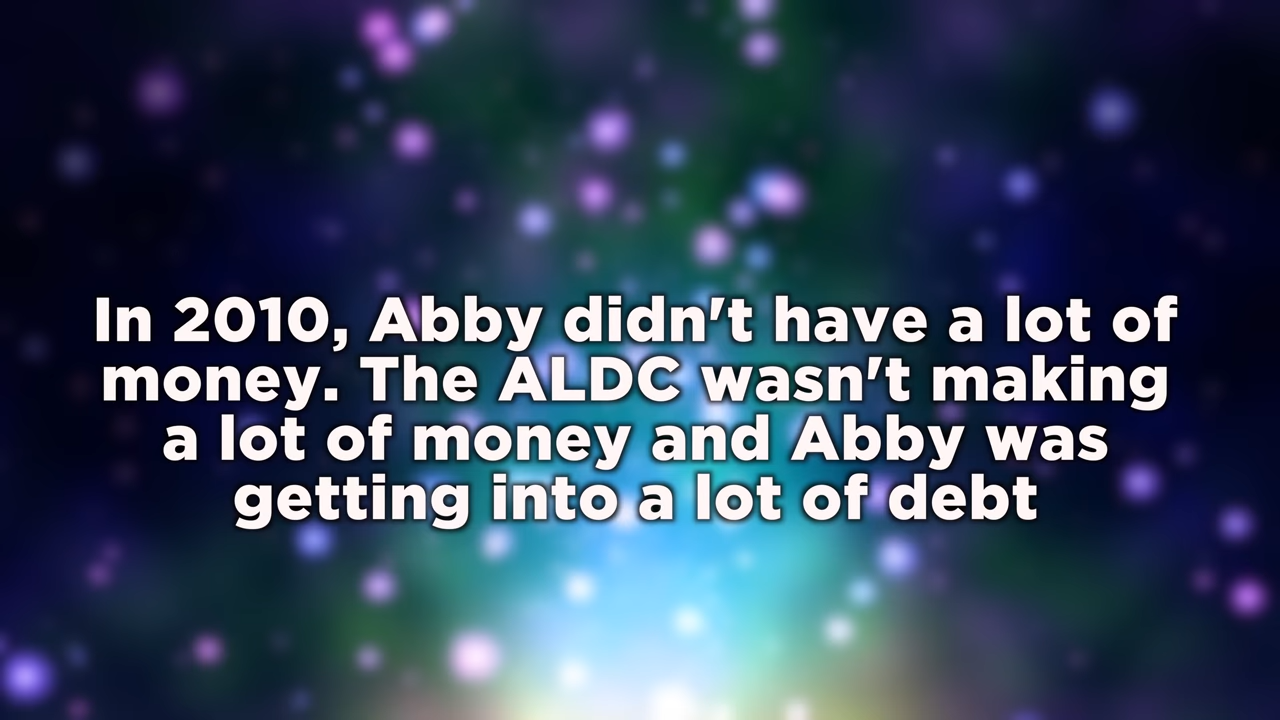 In 2010, Abby didn't have a lot of
money. The ALDC wasn't making
a lot of money and Abby was
getting into a lot of debt